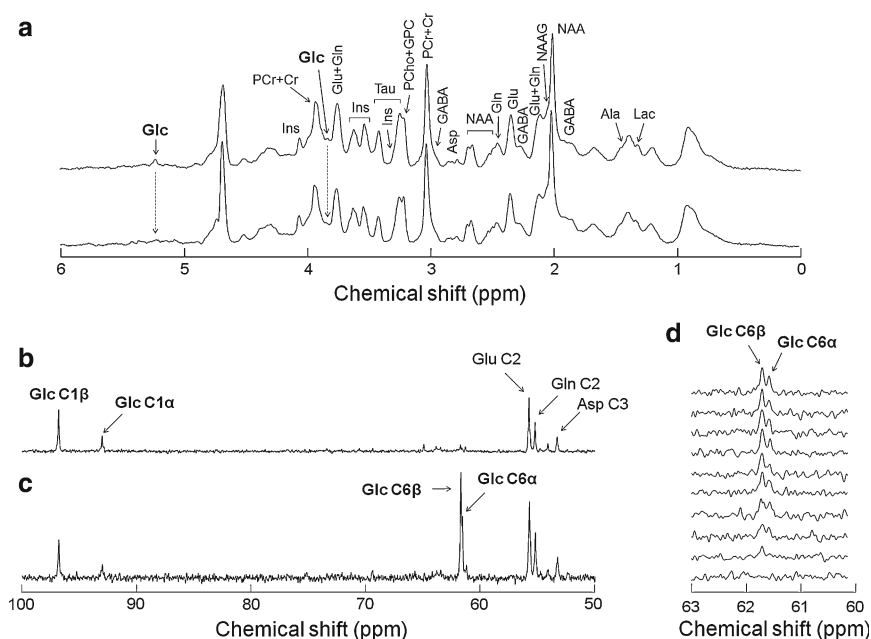 a
Glc
Ins
PCr+Cr
Glc
Glu+Gln
Ins
Tau
Ins
PCho+GPC
PCr+Cr
GABA
Asp
NAA
Gln
Glu
GABA
Glu+Gln
NAAG
NAA
GABA
Ala
Lac
6 5 4 3 2 1 0
Chemical shift (ppm)
b
Glc C1β
Glc C1α
Glu C2
Gln C2
Asp C3
c
Glc C6β
Glc C6α
100 90 80 70 60 50
Chemical shift (ppm)
d
Glc C6β
Glc C6α
63 62 61 60
Chemical shift (ppm)